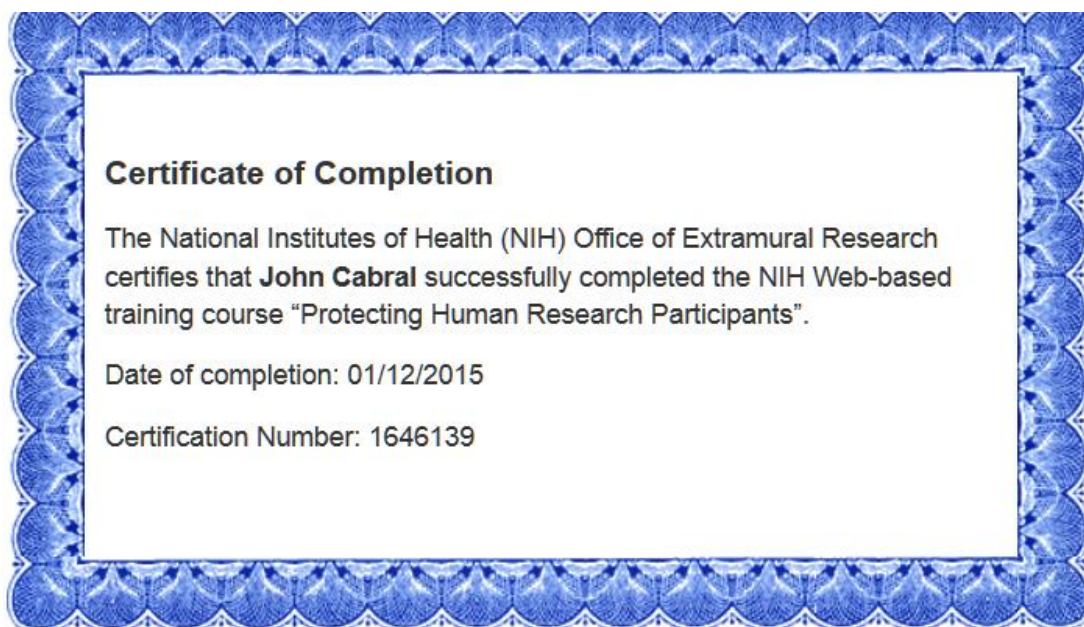 Certificate of Completion
The National Institutes of Health (NIH) Office of Extramural Research
certifies that John Cabral successfully completed the NIH Web-based
training course “Protecting Human Research Participants”.
Date of completion: 01/12/2015
Certification Number: 1646139